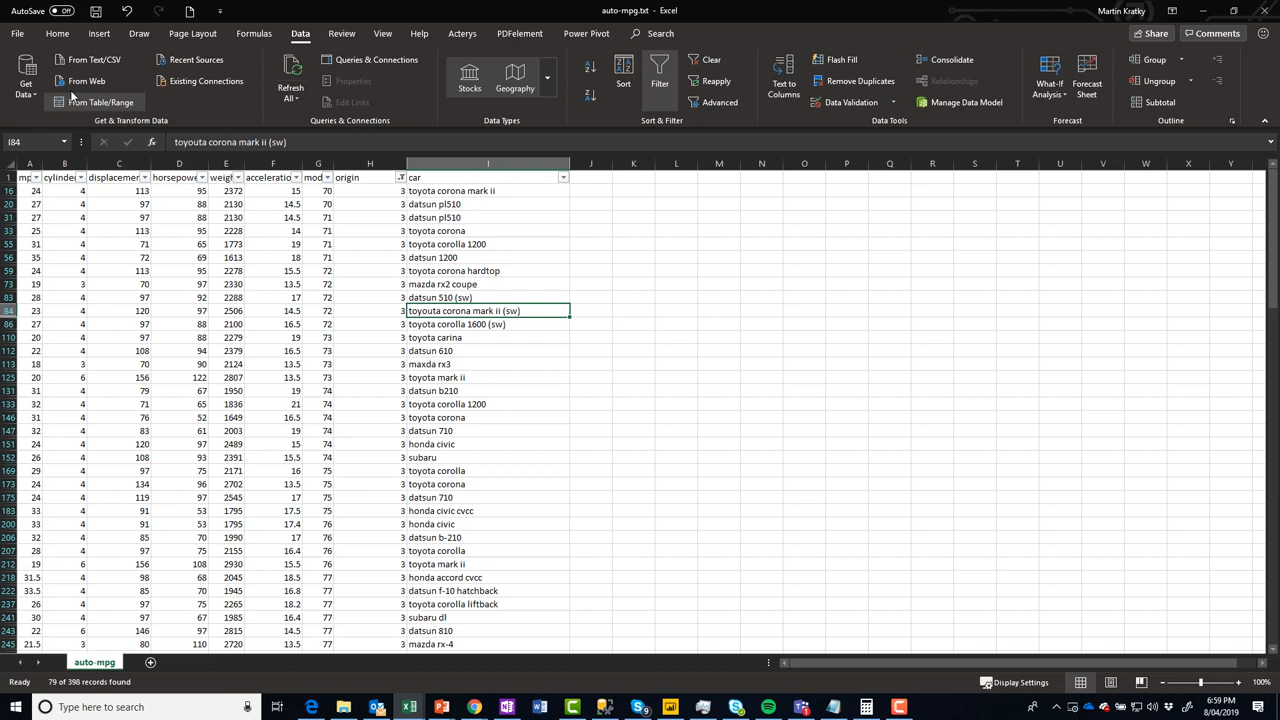 AutoSave Off auto-mpg.txt - Excel Martin Kratky
File Home Insert Draw Page Layout Formulas Data Review View Help Acterys PDFelement Power Pivot Search Share Comments
From Text/CSV Recent Sources Queries & Connections Clear Flash Fill Consolidate Group
Get Data From Web Existing Connections Refresh All Properties Stocks Geography Sort Filter Reapply Text to Columns Remove Duplicates Relationships What-If Analysis Forecast Sheet Ungroup
From Table/Range Edit Links Advanced Data Validation Manage Data Model Subtotal
Get & Transform Data Queries & Connections Data Types Sort & Filter Data Tools Forecast Outline
I84 fx toyouta corona mark ii (sw)
A B C D E F G H I J K L M N O P Q R S T U V W X Y
1 mp cylinder displacemen horsepowe weigh acceleratio mod origin car
16 24 4 113 95 2372 15 70 3 toyota corona mark ii
20 27 4 97 88 2130 14.5 70 3 datsun pl510
31 27 4 97 88 2130 14.5 71 3 datsun pl510
33 25 4 113 95 2228 14 71 3 toyota corona
55 31 4 71 65 1773 19 71 3 toyota corolla 1200
56 35 4 72 69 1613 18 71 3 datsun 1200
59 24 4 113 95 2278 15.5 72 3 toyota corona hardtop
73 19 3 70 97 2330 13.5 72 3 mazda rx2 coupe
83 28 4 97 92 2288 17 72 3 datsun 510 (sw)
84 23 4 120 97 2506 14.5 72 3 toyouta corona mark ii (sw)
86 27 4 97 88 2100 16.5 72 3 toyota corolla 1600 (sw)
110 20 4 97 88 2279 19 73 3 toyota carina
112 22 4 108 94 2379 16.5 73 3 datsun 610
113 18 3 70 90 2124 13.5 73 3 maxda rx3
125 20 6 156 122 2807 13.5 73 3 toyota mark ii
131 31 4 79 67 1950 19 74 3 datsun b210
133 32 4 71 65 1836 21 74 3 toyota corolla 1200
146 31 4 76 52 1649 16.5 74 3 toyota corona
147 32 4 83 61 2003 19 74 3 datsun 710
151 24 4 120 97 2489 15 74 3 honda civic
152 26 4 108 93 2391 15.5 74 3 subaru
169 29 4 97 75 2171 16 75 3 toyota corolla
173 24 4 134 96 2702 13.5 75 3 toyota corona
175 24 4 119 97 2545 17 75 3 datsun 710
183 33 4 91 53 1795 17.5 75 3 honda civic cvcc
200 33 4 91 53 1795 17.4 76 3 honda civic
206 32 4 85 70 1990 17 76 3 datsun b-210
207 28 4 97 75 2155 16.4 76 3 toyota corolla
212 19 6 156 108 2930 15.5 76 3 toyota mark ii
218 31.5 4 98 68 2045 18.5 77 3 honda accord cvcc
222 33.5 4 85 70 1945 16.8 77 3 datsun f-10 hatchback
237 26 4 97 75 2265 18.2 77 3 toyota corolla liftback
241 30 4 97 67 1985 16.4 77 3 subaru dl
243 22 6 146 97 2815 14.5 77 3 datsun 810
245 21.5 3 80 110 2720 13.5 77 3 mazda rx-4
auto-mpg
Ready 79 of 398 records found Display Settings 100%
Type here to search 6:59 PM
8/04/2019